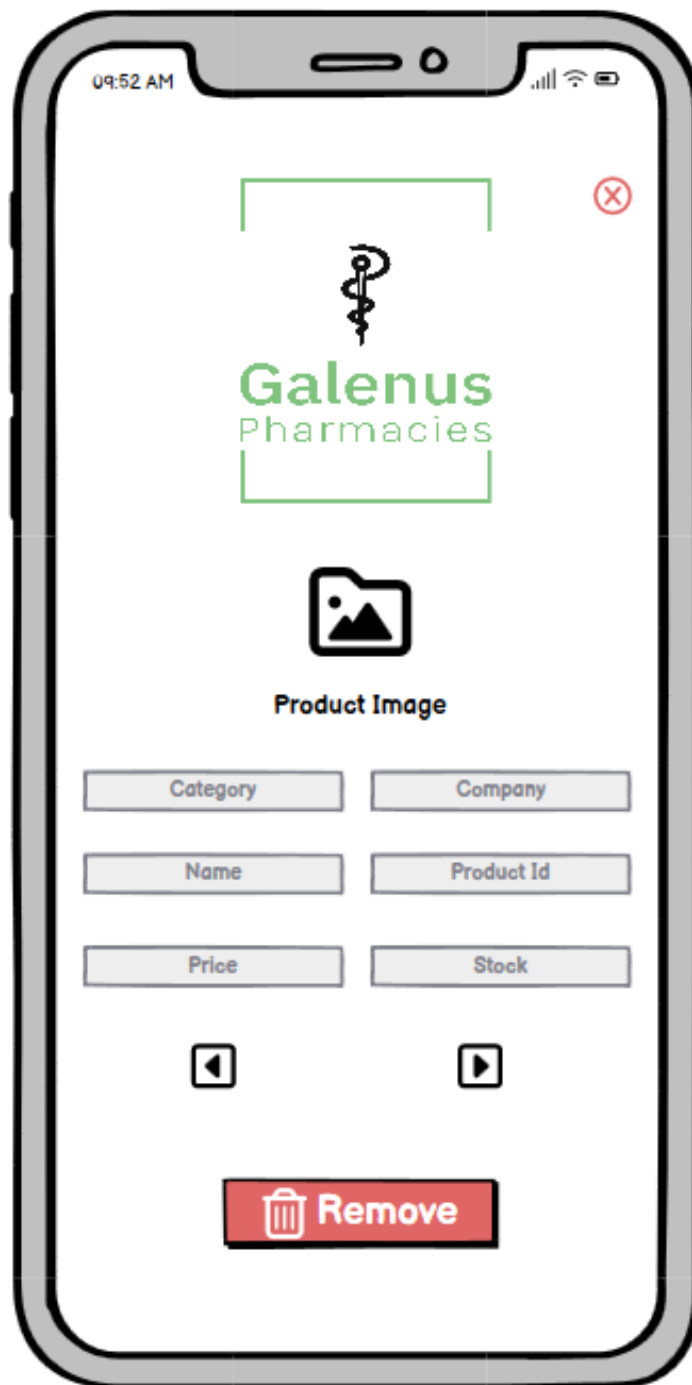 09:52 AM
Galenus
Pharmacies
Product Image
Category Company
Name Product Id
Price Stock
Remove